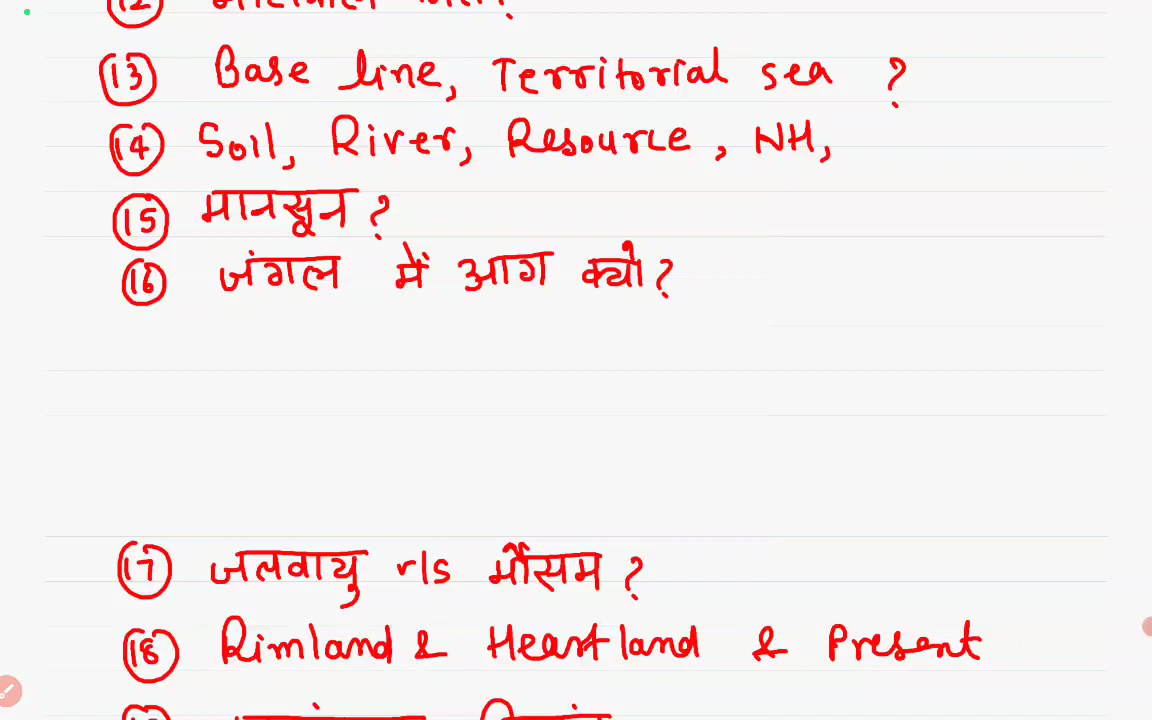 (12)
(13) Base line, Territorial sea ?
(14) Soil, River, Resource, NH,
(15) मानसून ?
(16) जंगल में आग क्यों ?
(17) जलवायु v/s मौसम ?
(18) Rimland & Heartland & Present